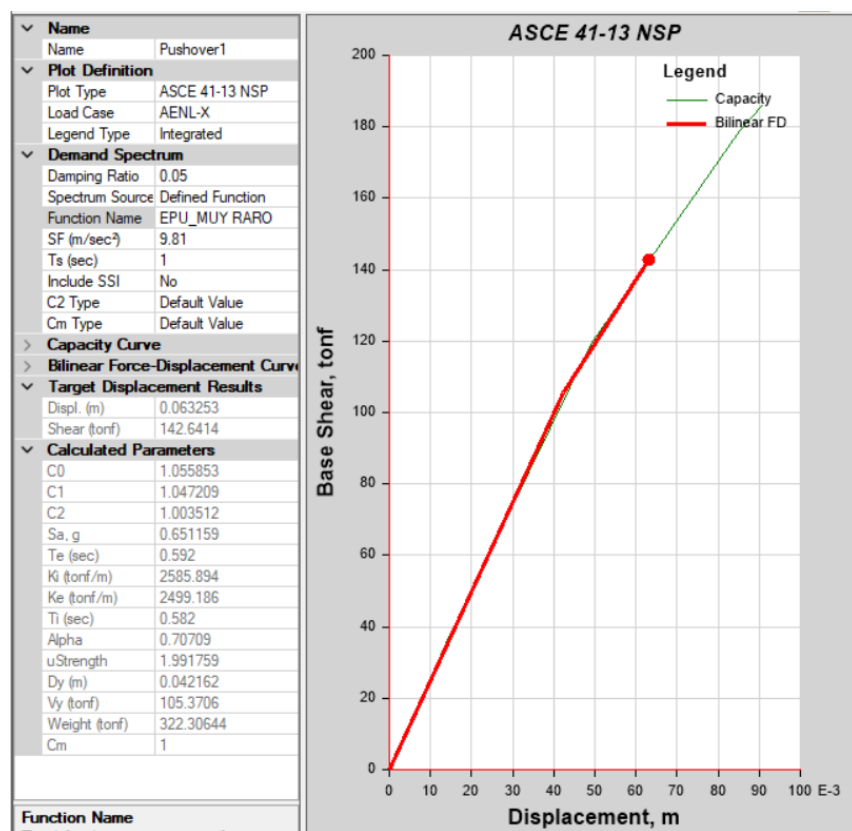 Name
Name Pushover1
Plot Definition
Plot Type ASCE 41-13 NSP
Load Case AENL-X
Legend Type Integrated
Demand Spectrum
Damping Ratio 0.05
Spectrum Source Defined Function
Function Name EPU_MUY RARO
SF (m/sec²) 9.81
Ts (sec) 1
Include SSI No
C2 Type Default Value
Cm Type Default Value
Capacity Curve
Bilinear Force-Displacement Curve
Target Displacement Results
Displ. (m) 0.063253
Shear (tonf) 142.6414
Calculated Parameters
C0 1.055853
C1 1.047209
C2 1.003512
Sa, g 0.651159
Te (sec) 0.592
Ki (tonf/m) 2585.894
Ke (tonf/m) 2499.186
Ti (sec) 0.582
Alpha 0.70709
uStrength 1.991759
Dy (m) 0.042162
Vy (tonf) 105.3706
Weight (tonf) 322.30644
Cm 1
Function Name
ASCE 41-13 NSP
Legend
Capacity
Bilinear FD
Base Shear, tonf
200
180
160
140
120
100
80
60
40
20
0
0 10 20 30 40 50 60 70 80 90 100 E-3
Displacement, m